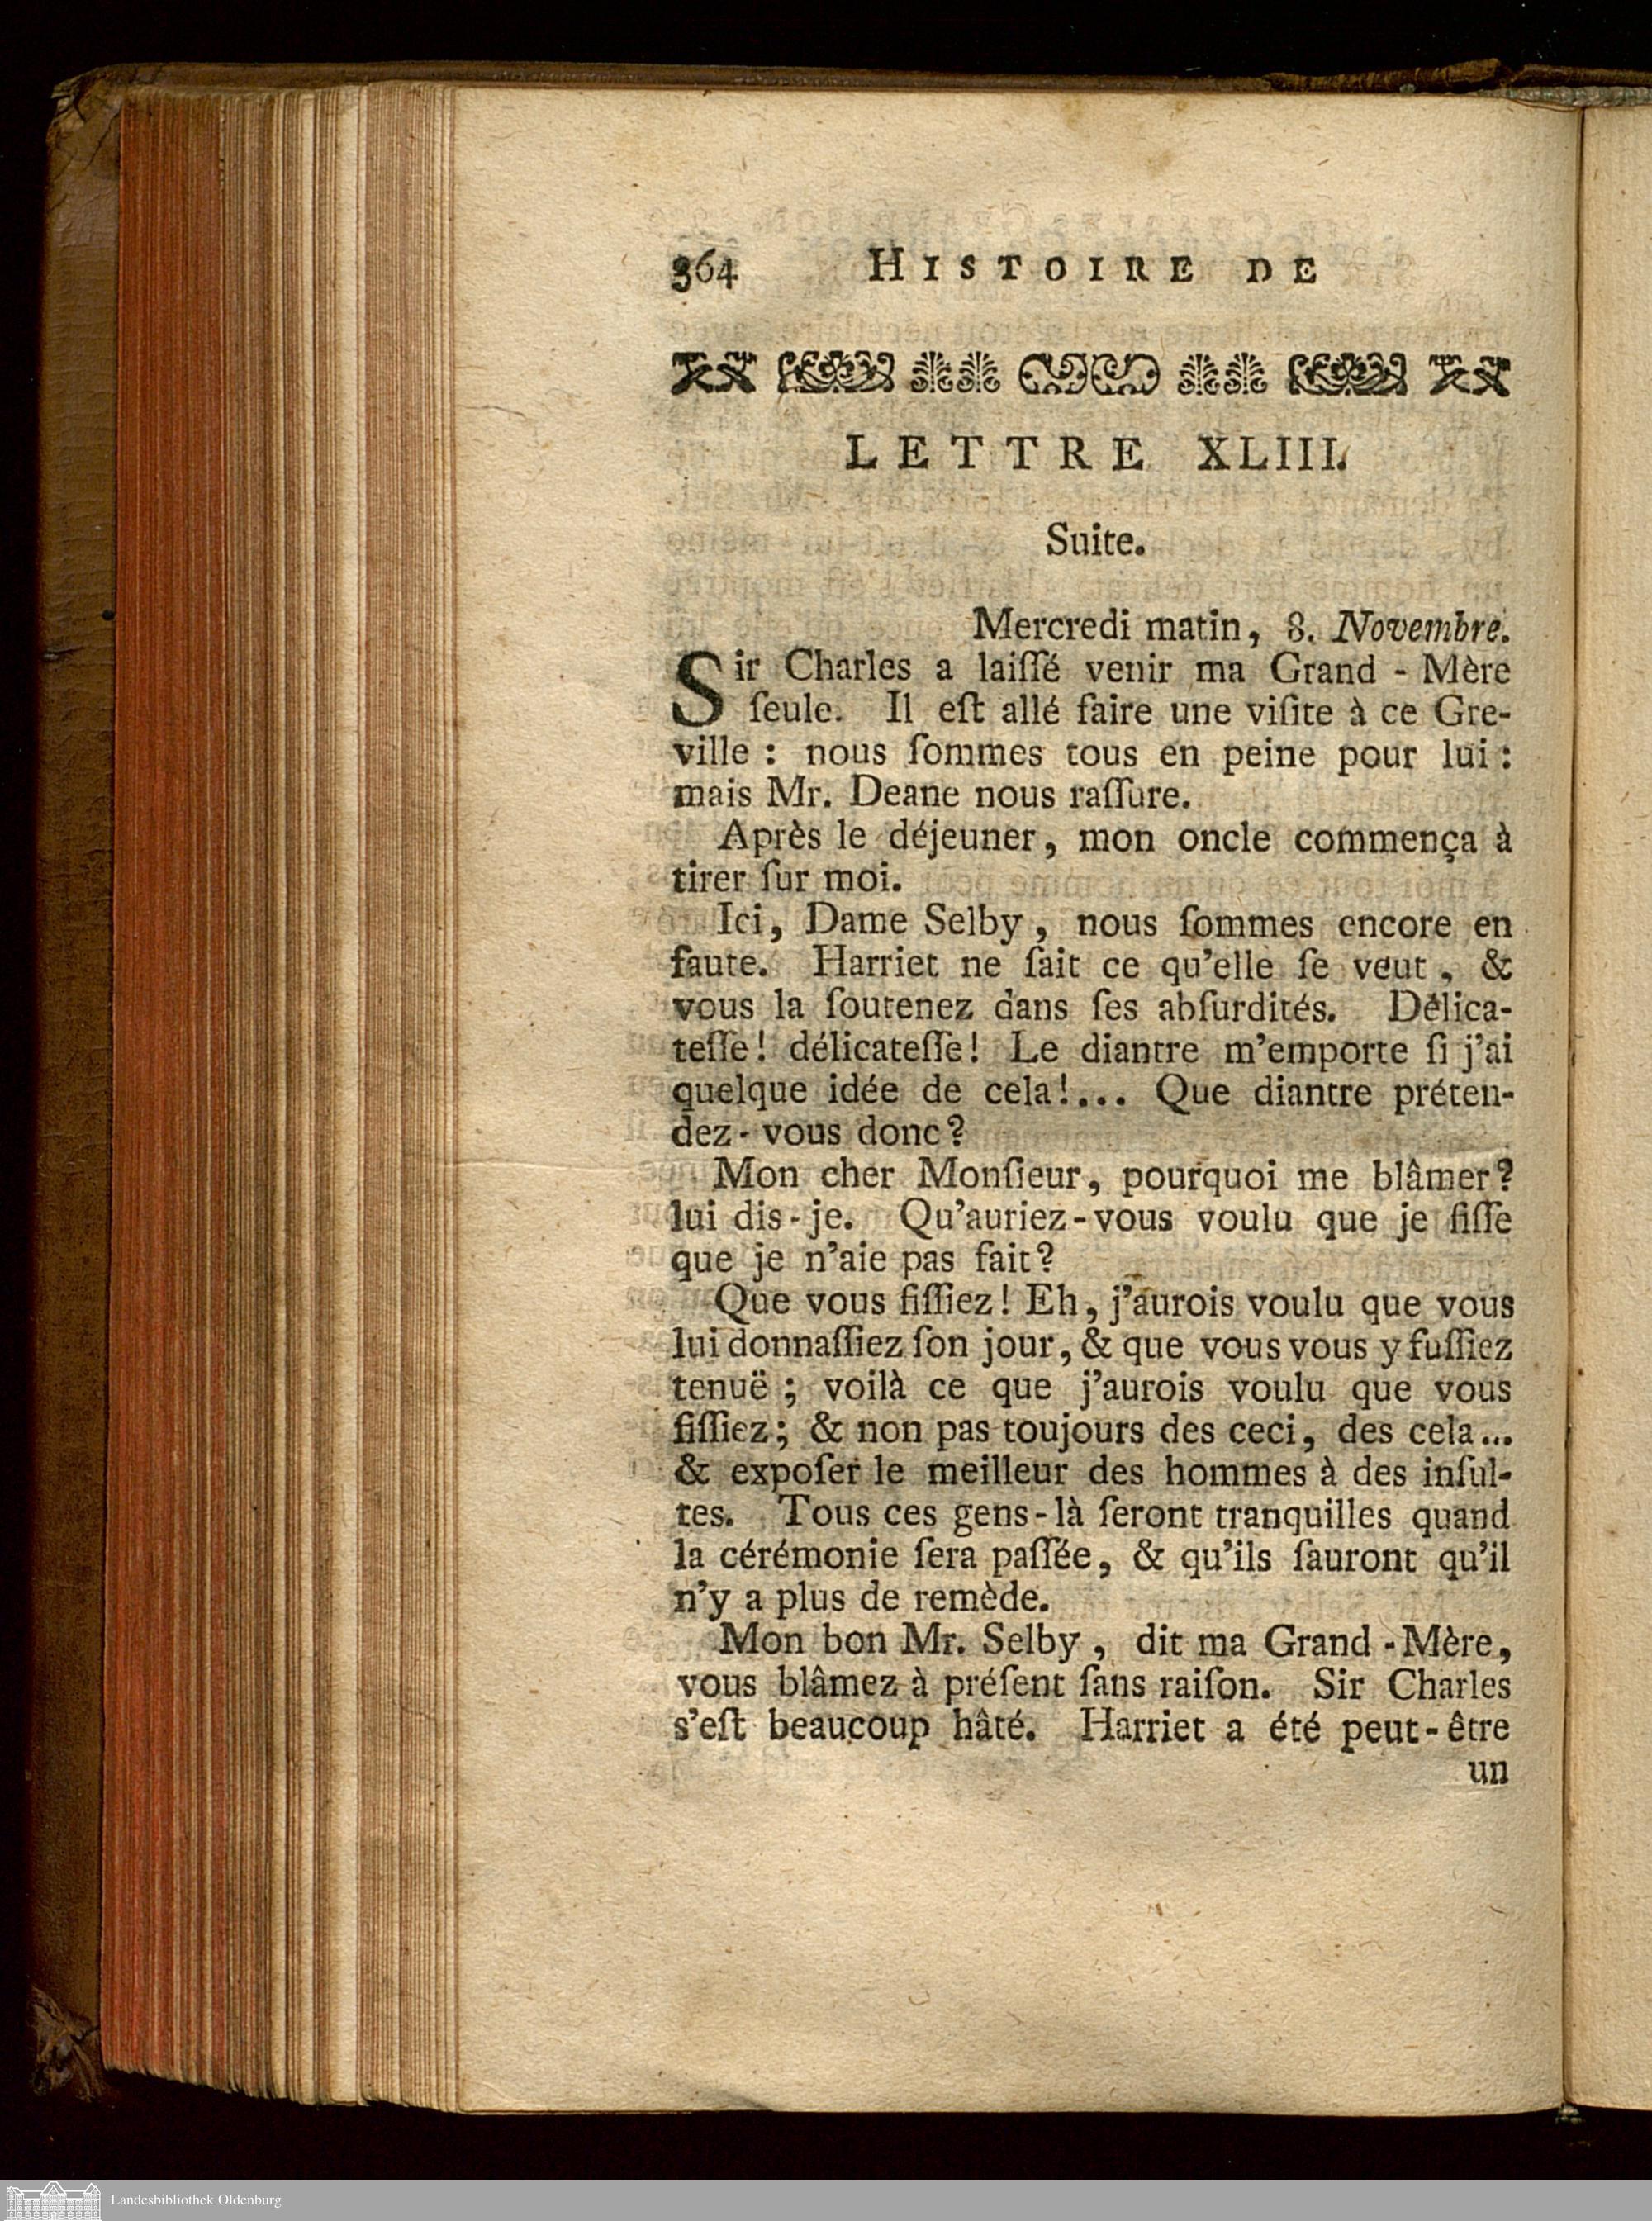 364 HISTOIRE DE
LETTRE XLIII.
Suite.
Mercredi matin, 8. Novembre.
Sir Charles a laiſſé venir ma Grand - Mère
ſeule. Il eſt allé faire une viſite à ce Gre-
ville : nous ſommes tous en peine pour lui :
mais Mr. Deane nous raſſure.
Après le déjeuner, mon oncle commença à
tirer ſur moi.
Ici, Dame Selby, nous ſommes encore en
faute. Harriet ne ſait ce qu'elle ſe veut, &
vous la ſoutenez dans ſes abſurdités. Délica-
teſſe! délicateſſe! Le diantre m'emporte ſi j'ai
quelque idée de cela!... Que diantre préten-
dez-vous donc?
Mon cher Monſieur, pourquoi me blâmer?
lui dis-je. Qu'auriez-vous voulu que je fiſſe
que je n'aie pas fait?
Que vous fiſſiez! Eh, j'aurois voulu que vous
lui donnaſſiez ſon jour, & que vous vous y fuſſiez
tenuë ; voilà ce que j'aurois voulu que vous
fiſſiez; & non pas toujours des ceci, des cela...
& expoſer le meilleur des hommes à des inſul-
tes. Tous ces gens-là ſeront tranquilles quand
la cérémonie ſera paſſée, & qu'ils ſauront qu'il
n'y a plus de remède.
Mon bon Mr. Selby, dit ma Grand-Mère,
vous blâmez à préſent ſans raiſon. Sir Charles
s'eſt beaucoup hâté. Harriet a été peut-être
un
Landesbibliothek Oldenburg